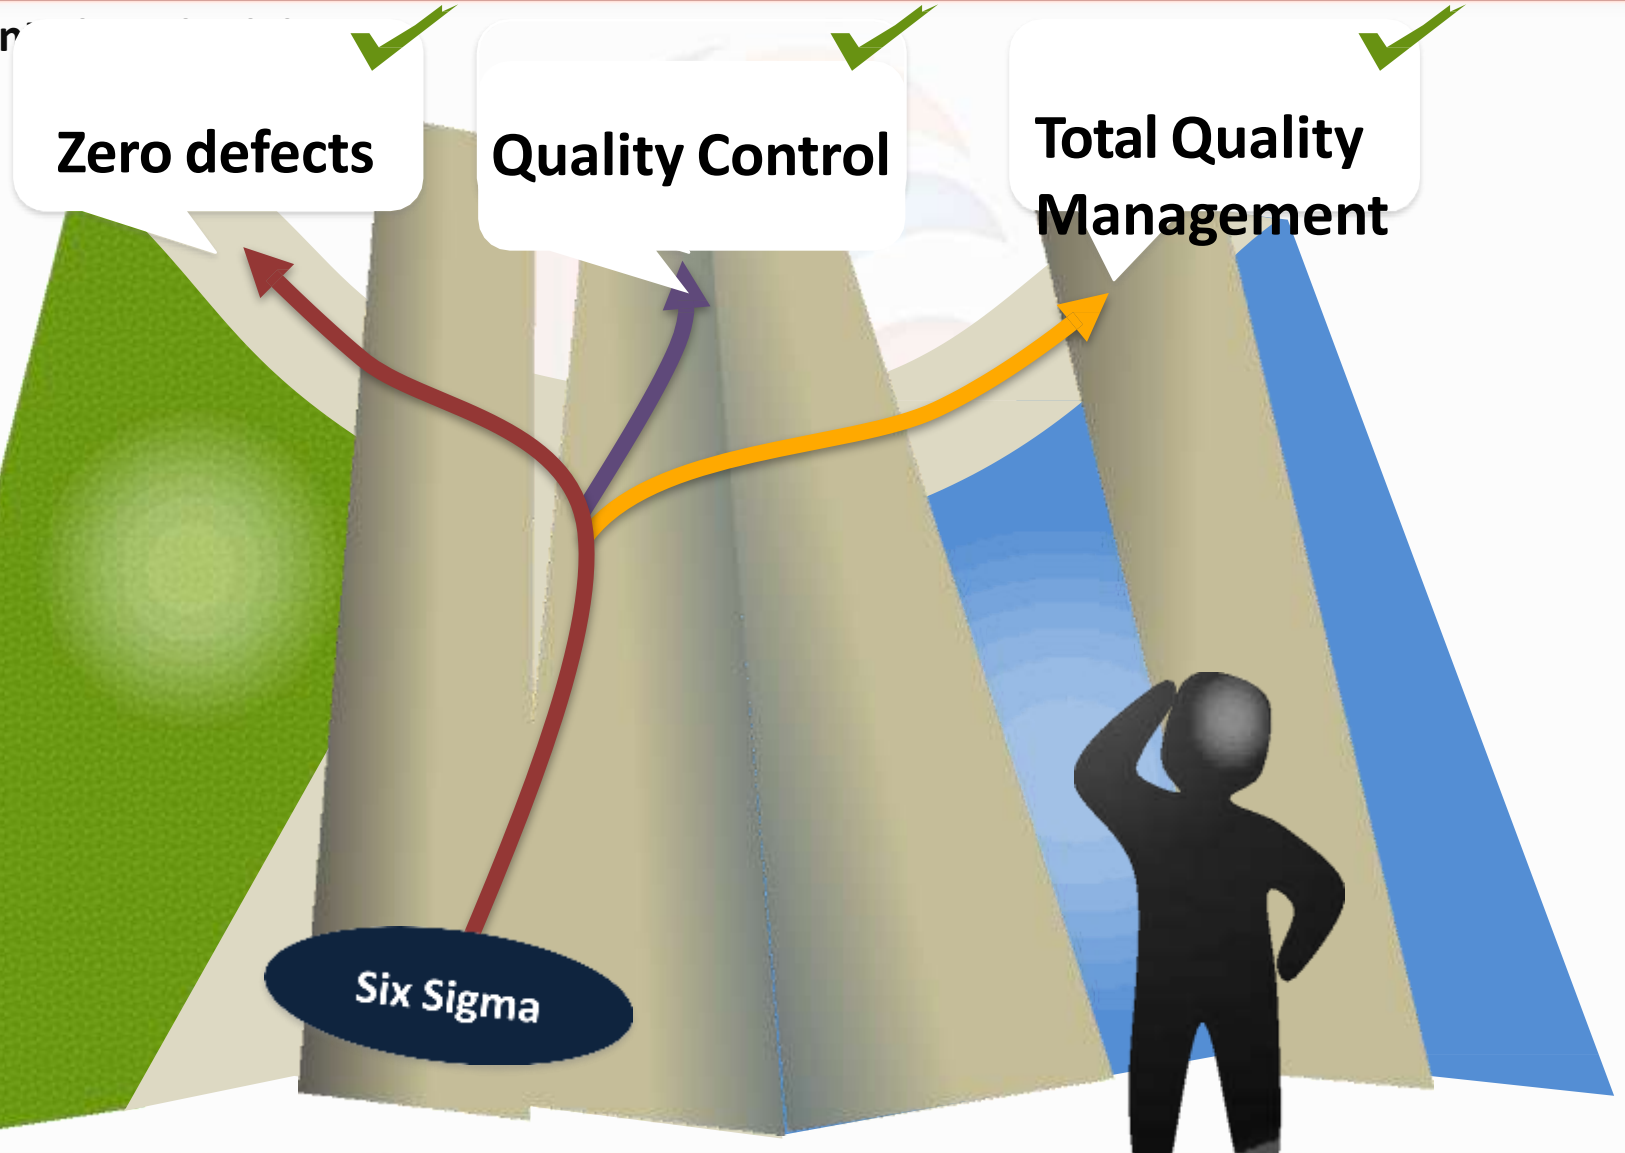 Zero defects
Quality Control
Total Quality
Management
Six Sigma